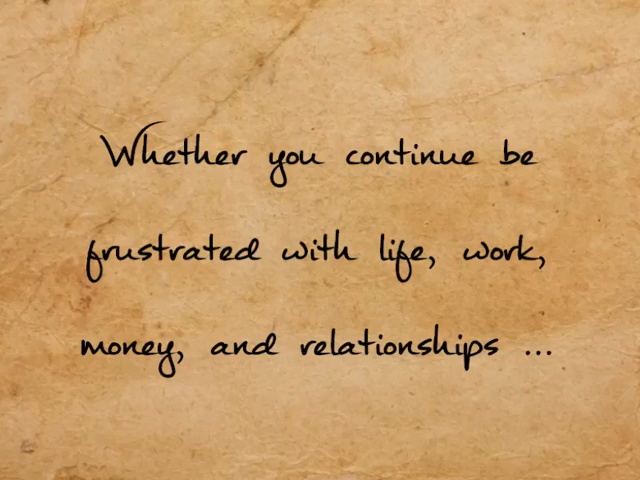 Whether you continue be
frustrated with life, work,
money, and relationships ...